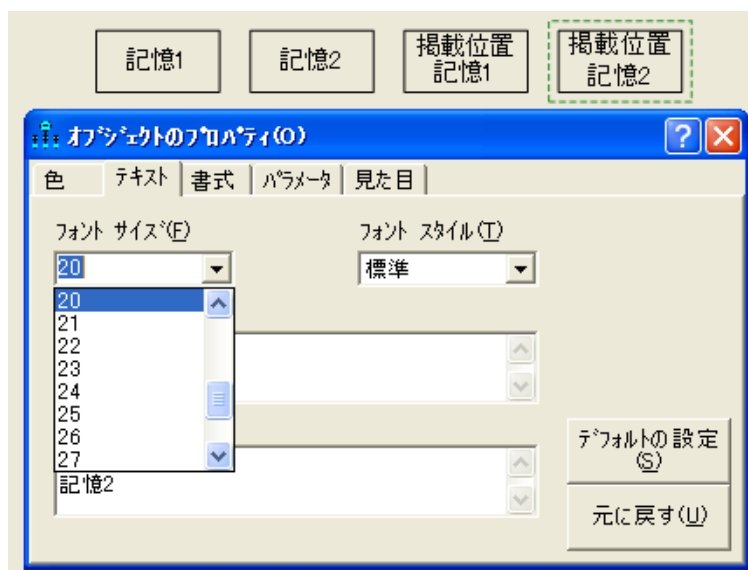 記憶1
記憶2
掲載位置
記憶1
掲載位置
記憶2
ｵﾌﾞｼﾞｪｸﾄのﾌﾟﾛﾊﾟﾃｨ(O)
色
ﾃｷｽﾄ
書式
ﾊﾟﾗﾒｰﾀ
見た目
ﾌｫﾝﾄ ｻｲｽﾞ(F)
ﾌｫﾝﾄ ｽﾀｲﾙ(T)
20
標準
20
21
22
23
24
25
26
27
記憶2
ﾃﾞﾌｫﾙﾄの設定
(S)
元に戻す(U)